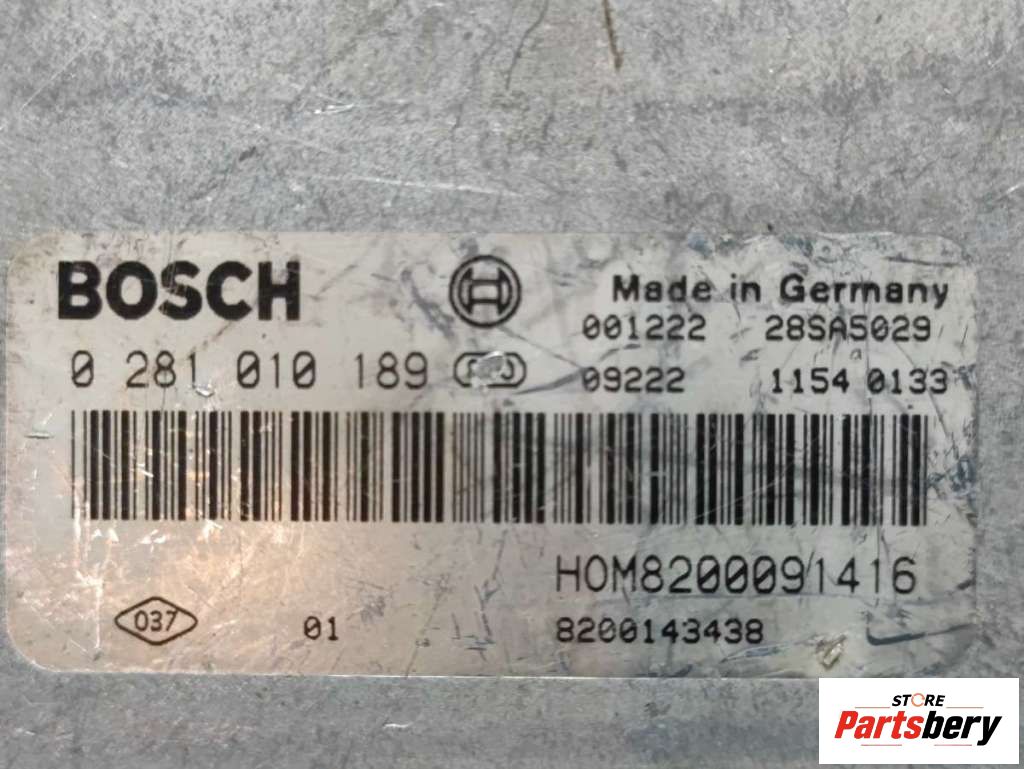 BOSCH
Made in Germany
001222 28SA5029
0 281 010 189
09222 1154 0133
HOM8200091416
037 01 8200143438
STORE
Partsbery